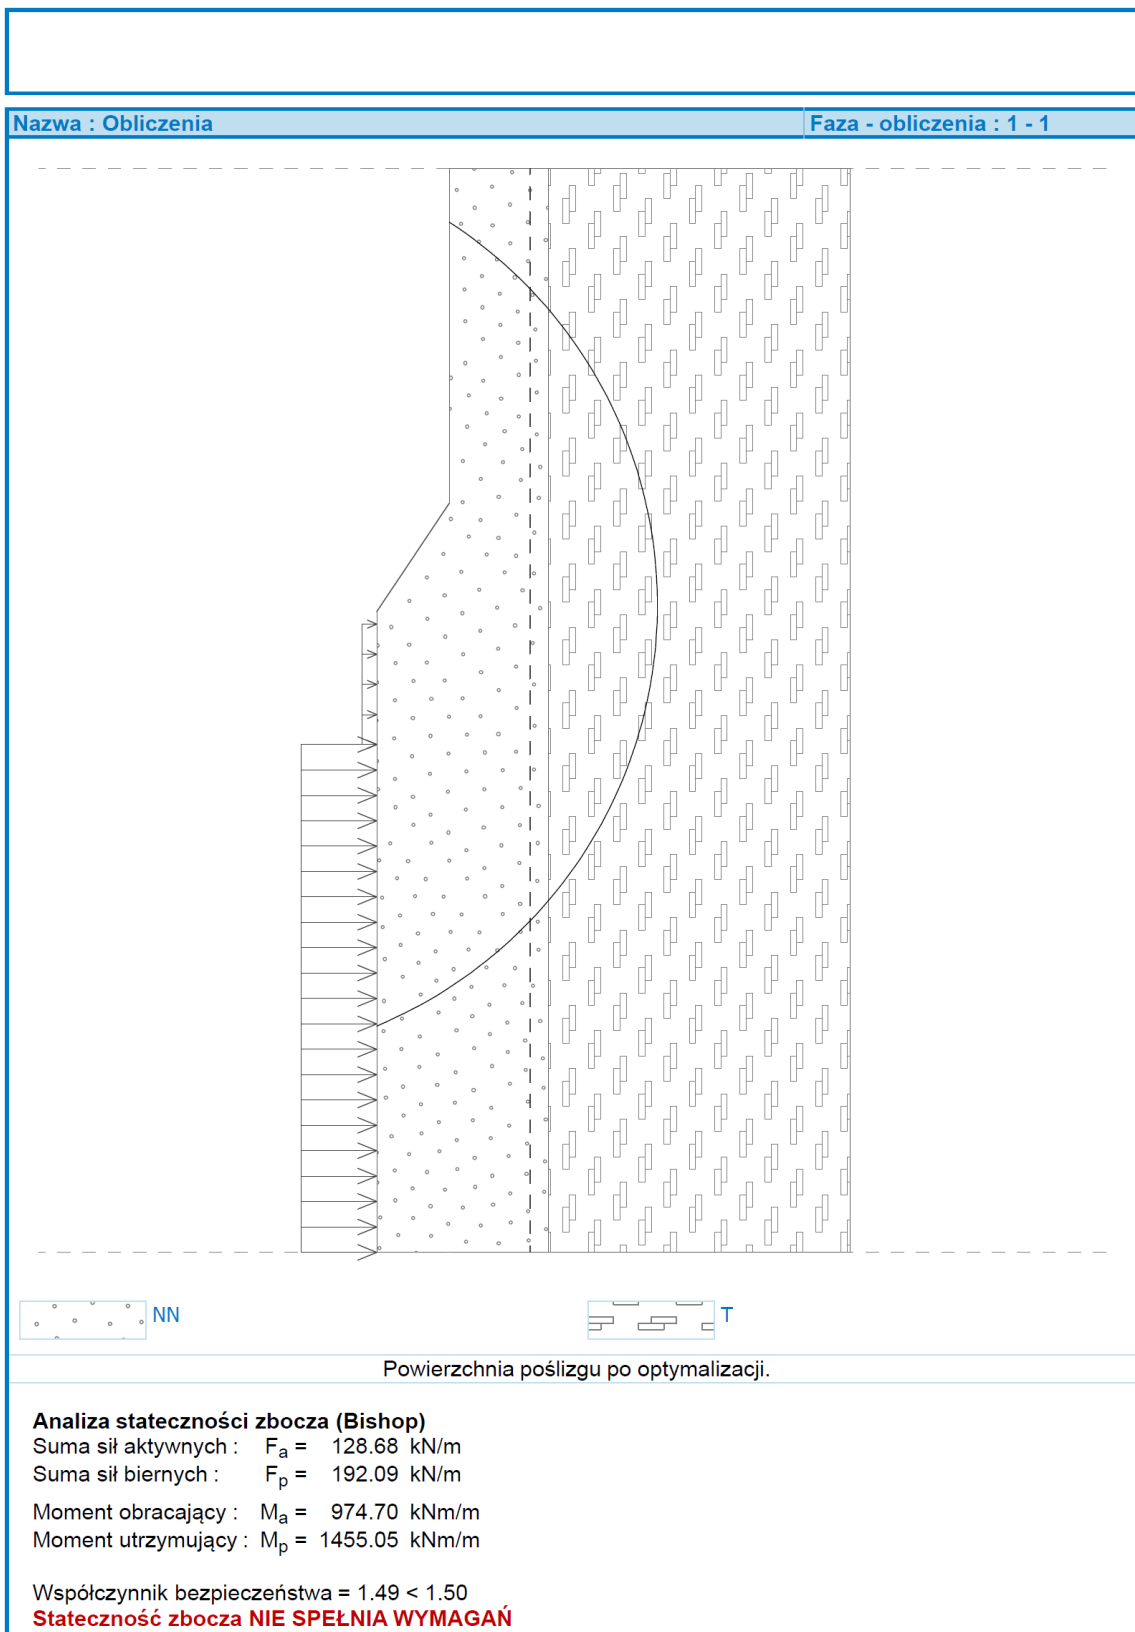 Nazwa : Obliczenia
Faza - obliczenia : 1 - 1
NN
T
Powierzchnia poślizgu po optymalizacji.
Analiza stateczności zbocza (Bishop)
Suma sił aktywnych : Fa = 128.68 kN/m
Suma sił biernych : Fp = 192.09 kN/m
Moment obracający : Ma = 974.70 kNm/m
Moment utrzymujący : Mp = 1455.05 kNm/m
Współczynnik bezpieczeństwa = 1.49 < 1.50
Stateczność zbocza NIE SPEŁNIA WYMAGAŃ